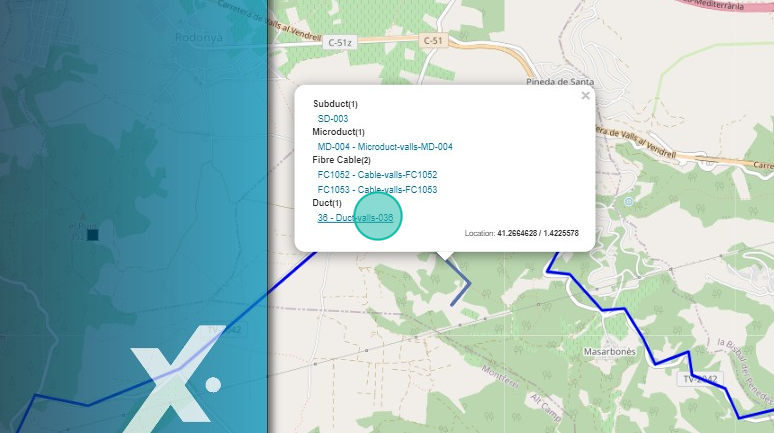 Carretera de Valls al Vendrell
Rodonyà
C-51z
C-51
a Mediterrània
Pineda de Santa
×
Subduct(1)
SD-003
Microduct(1)
MD-004 - Microduct-valls-MD-004
Fibre Cable(2)
FC1052 - Cable-valls-FC1052
FC1053 - Cable-valls-FC1053
Duct(1)
36 - Duct-valls-036
Location: 41.2664628 / 1.4225578
era de Valls al Vendrell
Carre
TV-2042
Masarbonès
la Bisbal del Penedès
TV-2042
Montferri
Alt Camp
X